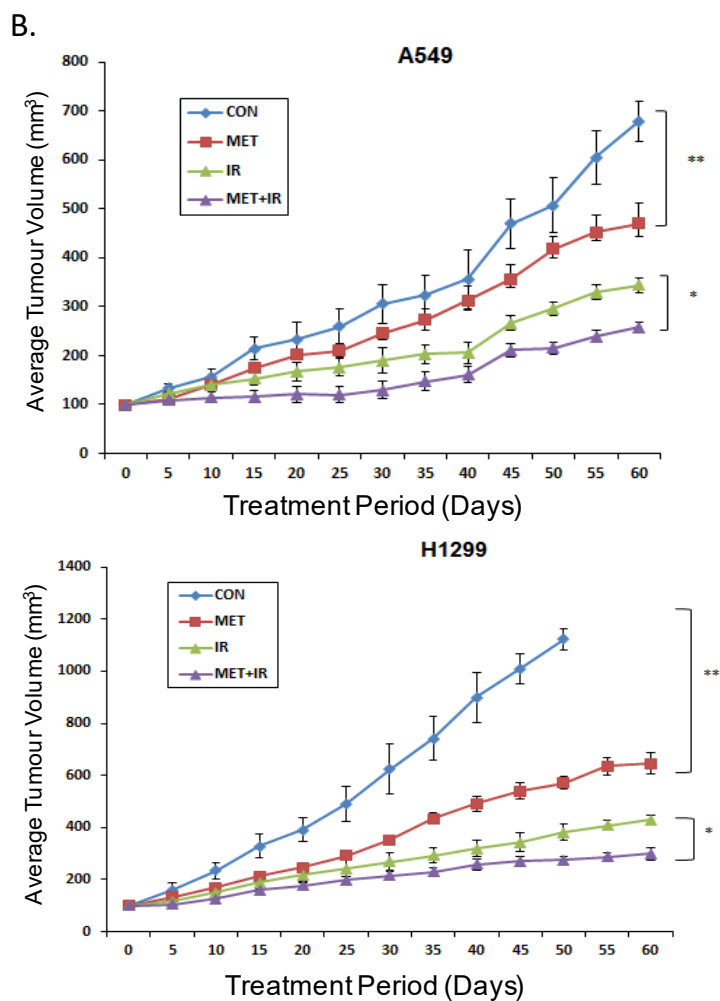 B.
A549
800
700
600
500
400
300
200
100
0
Average Tumour Volume (mm³)
CON
MET
IR
MET+IR
**
*
0 5 10 15 20 25 30 35 40 45 50 55 60
Treatment Period (Days)
H1299
1400
1200
1000
800
600
400
200
0
Average Tumour Volume (mm³)
CON
MET
IR
MET+IR
**
*
0 5 10 15 20 25 30 35 40 45 50 55 60
Treatment Period (Days)